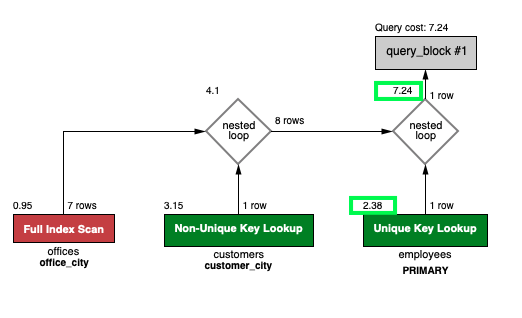 Query cost: 7.24
query_block #1
7.24
1 row
4.1
nested
loop
8 rows
nested
loop
0.95
7 rows
3.15
1 row
2.38
1 row
Full Index Scan
Non-Unique Key Lookup
Unique Key Lookup
offices
office_city
customers
customer_city
employees
PRIMARY